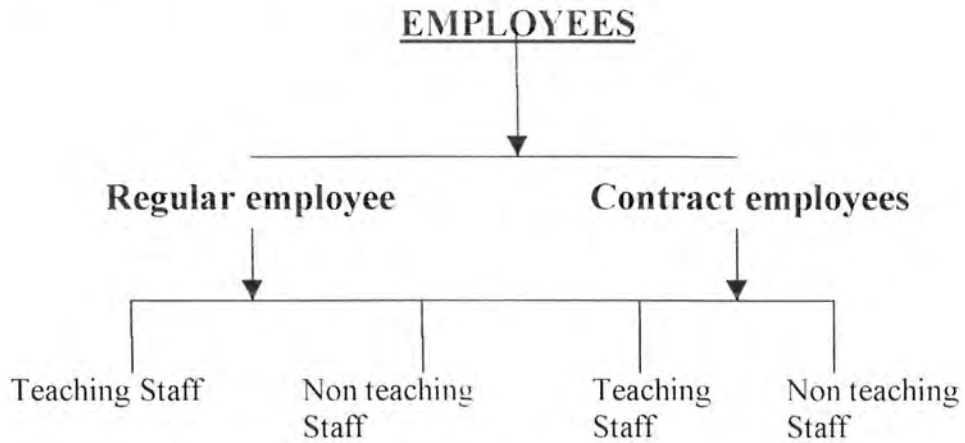 EMPLOYEES
Regular employee Contract employees
Teaching Staff Non teaching Teaching Non teaching
Staff Staff Staff